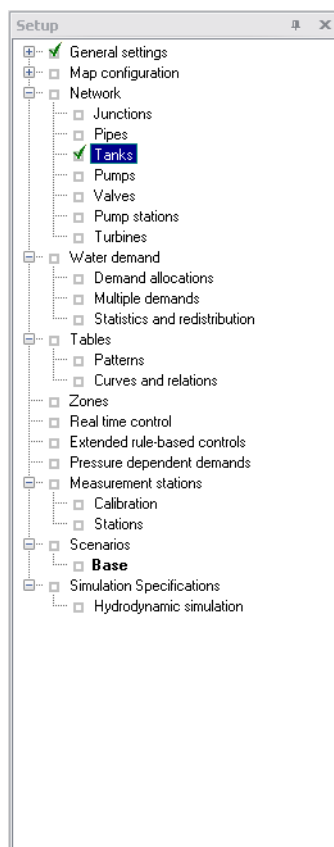 Setup
General settings
Map configuration
Network
Junctions
Pipes
Tanks
Pumps
Valves
Pump stations
Turbines
Water demand
Demand allocations
Multiple demands
Statistics and redistribution
Tables
Patterns
Curves and relations
Zones
Real time control
Extended rule-based controls
Pressure dependent demands
Measurement stations
Calibration
Stations
Scenarios
Base
Simulation Specifications
Hydrodynamic simulation